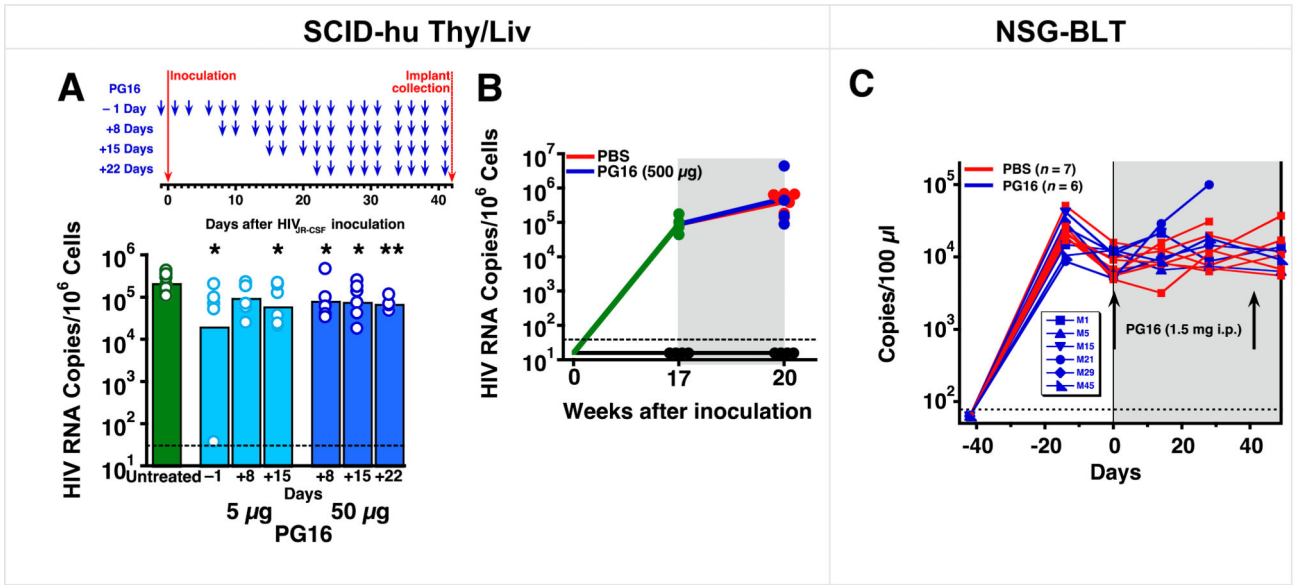 SCID-hu Thy/Liv
NSG-BLT
A
PG16
Inoculation
Implant
collection
– 1 Day
+8 Days
+15 Days
+22 Days
0 10 20 30 40
Days after HIVJR-CSF inoculation
HIV RNA Copies/10⁶ Cells
10⁶
10⁵
10⁴
10³
10²
10¹
* * * * **
Untreated –1 +8 +15 +8 +15 +22
Days
5 µg 50 µg
PG16
B
HIV RNA Copies/10⁶ Cells
10⁷
10⁶
10⁵
10⁴
10³
10²
10¹
PBS
PG16 (500 µg)
0 17 20
Weeks after inoculation
C
Copies/100 µl
10⁵
10⁴
10³
10²
PBS (n = 7)
PG16 (n = 6)
M1
M5
M15
M21
M29
M45
PG16 (1.5 mg i.p.)
-40 -20 0 20 40
Days